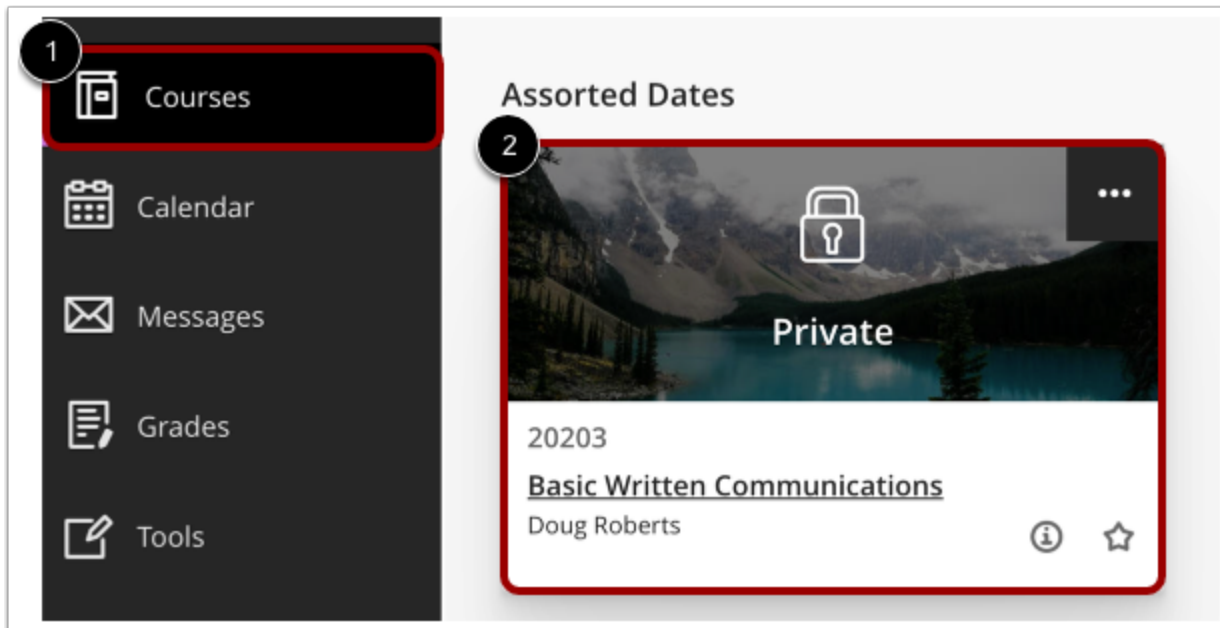 1
Courses
Calendar
Messages
Grades
Tools
Assorted Dates
2
Private
20203
Basic Written Communications
Doug Roberts